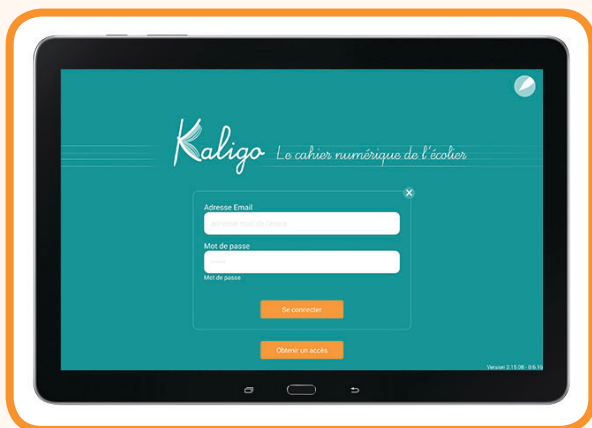 Kaligo Le cahier numérique de l'écolier
Adresse Email
Mot de passe
Mot de passe
Se connecter
Obtenir un accès